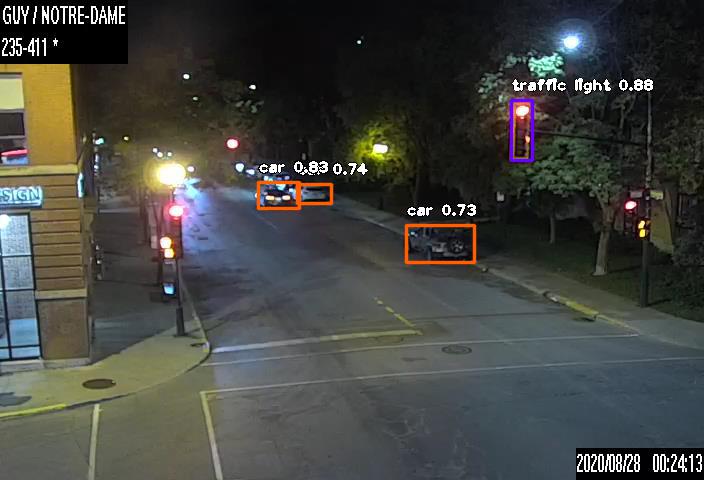 GUY / NOTRE-DAME
235-411 *
traffic light 0.88
car 0.83
0.74
car 0.73
SIGN
2020/08/28 00:24:13